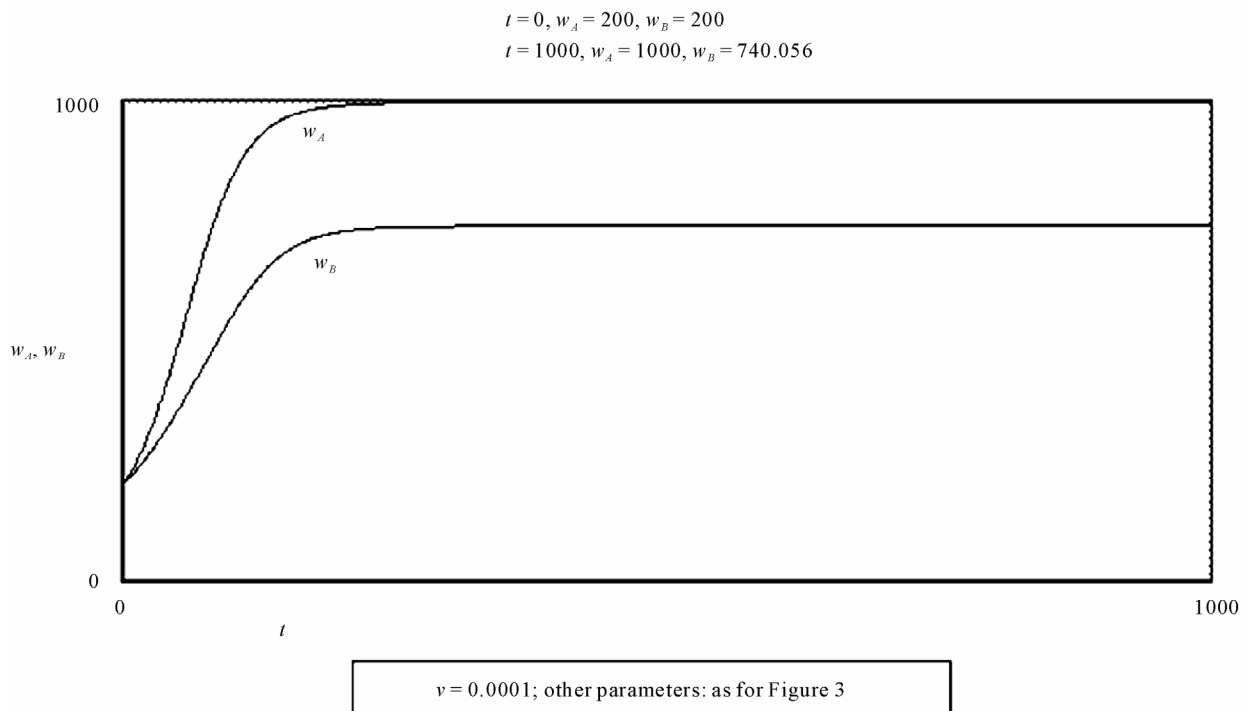 t = 0, w_A = 200, w_B = 200
t = 1000, w_A = 1000, w_B = 740.056
1000
w_A
w_B
w_A, w_B
0
0
1000
t
v = 0.0001; other parameters: as for Figure 3